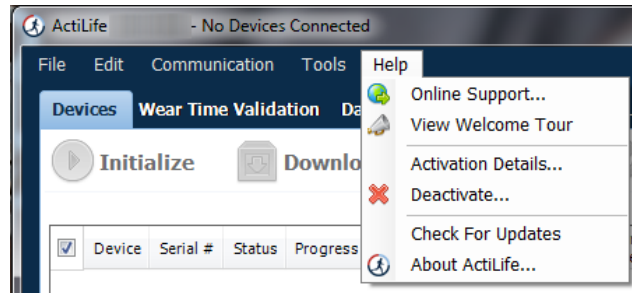 ActiLife - No Devices Connected
File Edit Communication Tools Help
Online Support...
View Welcome Tour
Activation Details...
Deactivate...
Check For Updates
About ActiLife...
Devices Wear Time Validation
Initialize
Device Serial # Status Progress